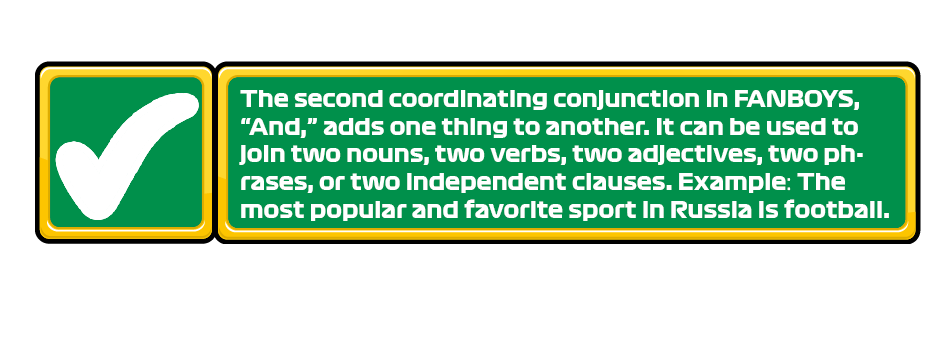 The second coordinating conjunction in FANBOYS,
“And,” adds one thing to another. It can be used to
join two nouns, two verbs, two adjectives, two ph-
rases, or two independent clauses. Example: The
most popular and favorite sport in Russia is football.